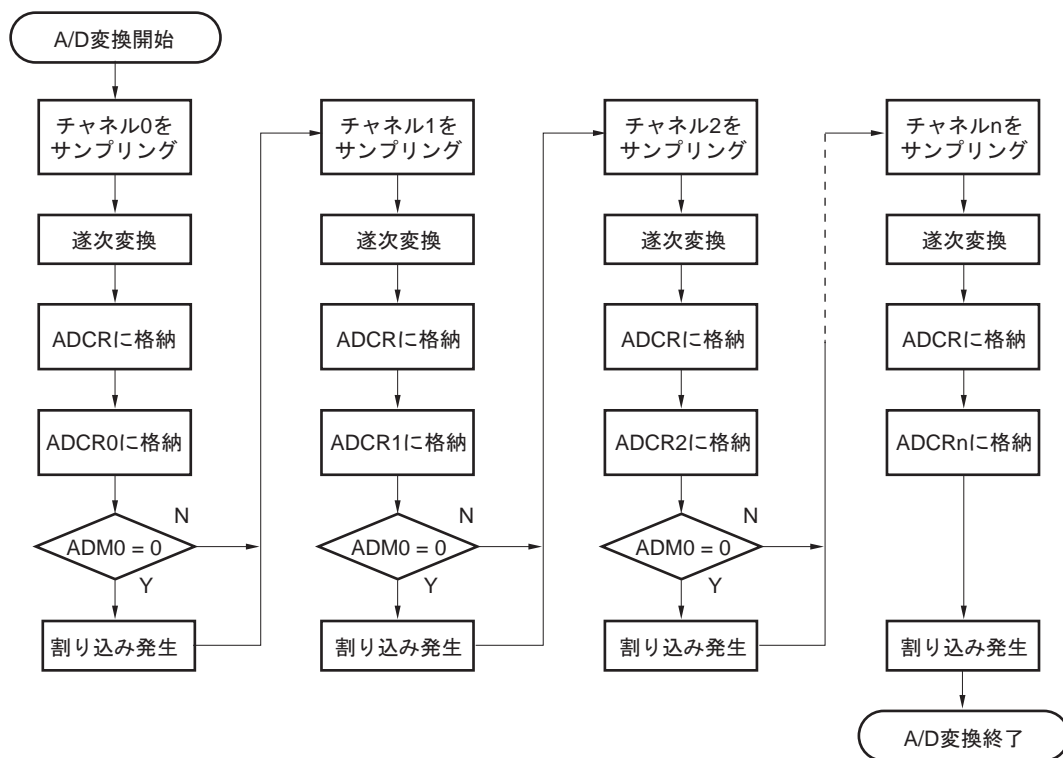 A/D変換開始
チャネル0を
サンプリング
遂次変換
ADCRに格納
ADCR0に格納
ADM0 = 0
N
Y
割り込み発生
チャネル1を
サンプリング
遂次変換
ADCRに格納
ADCR1に格納
ADM0 = 0
N
Y
割り込み発生
チャネル2を
サンプリング
遂次変換
ADCRに格納
ADCR2に格納
ADM0 = 0
N
Y
割り込み発生
チャネルnを
サンプリング
遂次変換
ADCRに格納
ADCRnに格納
割り込み発生
A/D変換終了